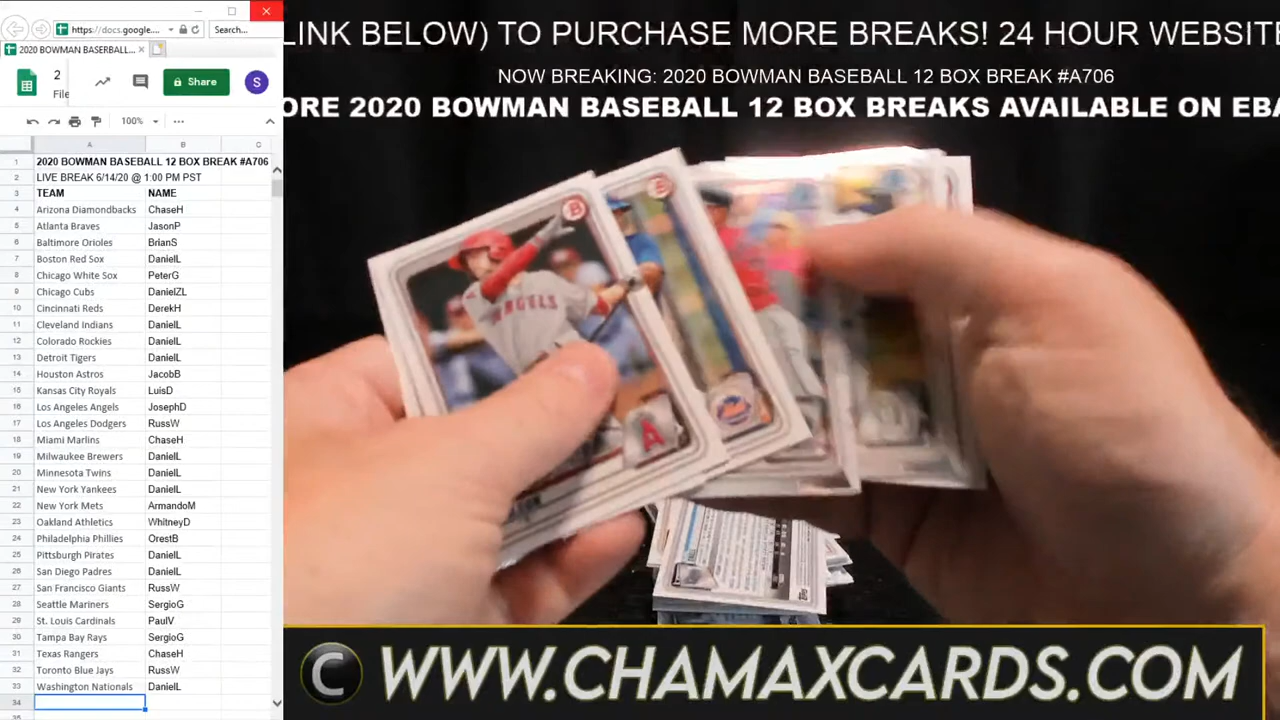 LINK BELOW) TO PURCHASE MORE BREAKS! 24 HOUR WEBSITE
NOW BREAKING: 2020 BOWMAN BASEBALL 12 BOX BREAK #A706
ORE 2020 BOWMAN BASEBALL 12 BOX BREAKS AVAILABLE ON EBA
https://docs.google....
Search...
2020 BOWMAN BASEBALL...
2
File
Share
S
100%
A B C
1 2020 BOWMAN BASEBALL 12 BOX BREAK #A706
2 LIVE BREAK 6/14/20 @ 1:00 PM PST
3 TEAM NAME
4 Arizona Diamondbacks ChaseH
5 Atlanta Braves JasonP
6 Baltimore Orioles BrianS
7 Boston Red Sox DanielL
8 Chicago White Sox PeterG
9 Chicago Cubs DanielZL
10 Cincinnati Reds DerekH
11 Cleveland Indians DanielL
12 Colorado Rockies DanielL
13 Detroit Tigers DanielL
14 Houston Astros JacobB
15 Kansas City Royals LuisD
16 Los Angeles Angels JosephD
17 Los Angeles Dodgers RussW
18 Miami Marlins ChaseH
19 Milwaukee Brewers DanielL
20 Minnesota Twins DanielL
21 New York Yankees DanielL
22 New York Mets ArmandoM
23 Oakland Athletics WhitneyD
24 Philadelphia Phillies OrestB
25 Pittsburgh Pirates DanielL
26 San Diego Padres DanielL
27 San Francisco Giants RussW
28 Seattle Mariners SergioG
29 St. Louis Cardinals PaulV
30 Tampa Bay Rays SergioG
31 Texas Rangers ChaseH
32 Toronto Blue Jays RussW
33 Washington Nationals DanielL
34
B
B
ANGELS
A
C WWW.CHAMAXCARDS.COM